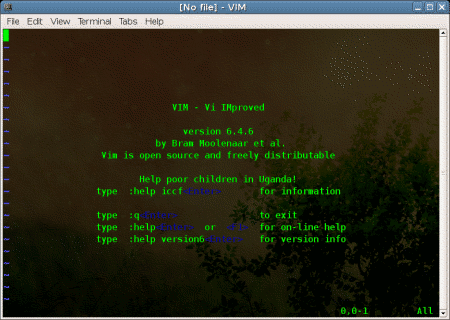 [No file] - VIM
File Edit View Terminal Tabs Help
~
~
~
~
~
~ VIM - Vi IMproved
~
~ version 6.4.6
~ by Bram Moolenaar et al.
~ Vim is open source and freely distributable
~
~ Help poor children in Uganda!
~ type :help iccf<Enter> for information
~
~ type :q<Enter> to exit
~ type :help<Enter> or <F1> for on-line help
~ type :help version6<Enter> for version info
~
~
~
~
~
0,0-1 All